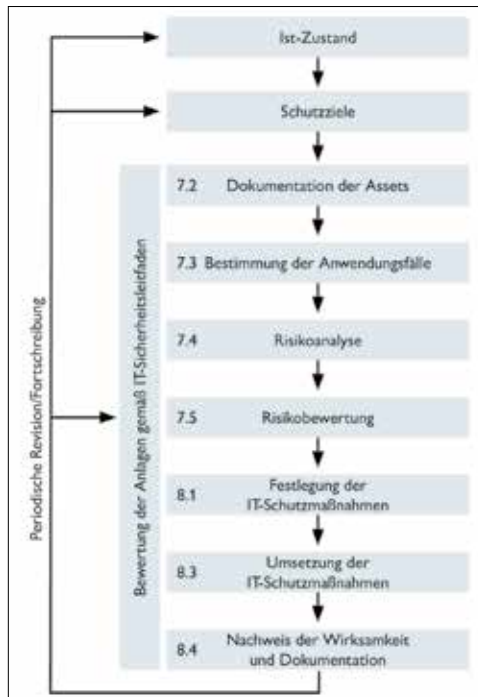 Ist-Zustand
Schutzziele
7.2 Dokumentation der Assets
7.3 Bestimmung der Anwendungsfälle
7.4 Risikoanalyse
7.5 Risikobewertung
8.1 Festlegung der
IT-Schutzmaßnahmen
8.3 Umsetzung der
IT-Schutzmaßnahmen
8.4 Nachweis der Wirksamkeit
und Dokumentation
Bewertung der Anlagen gemäß IT-Sicherheitsleitfaden
Periodische Revision/Fortschreibung